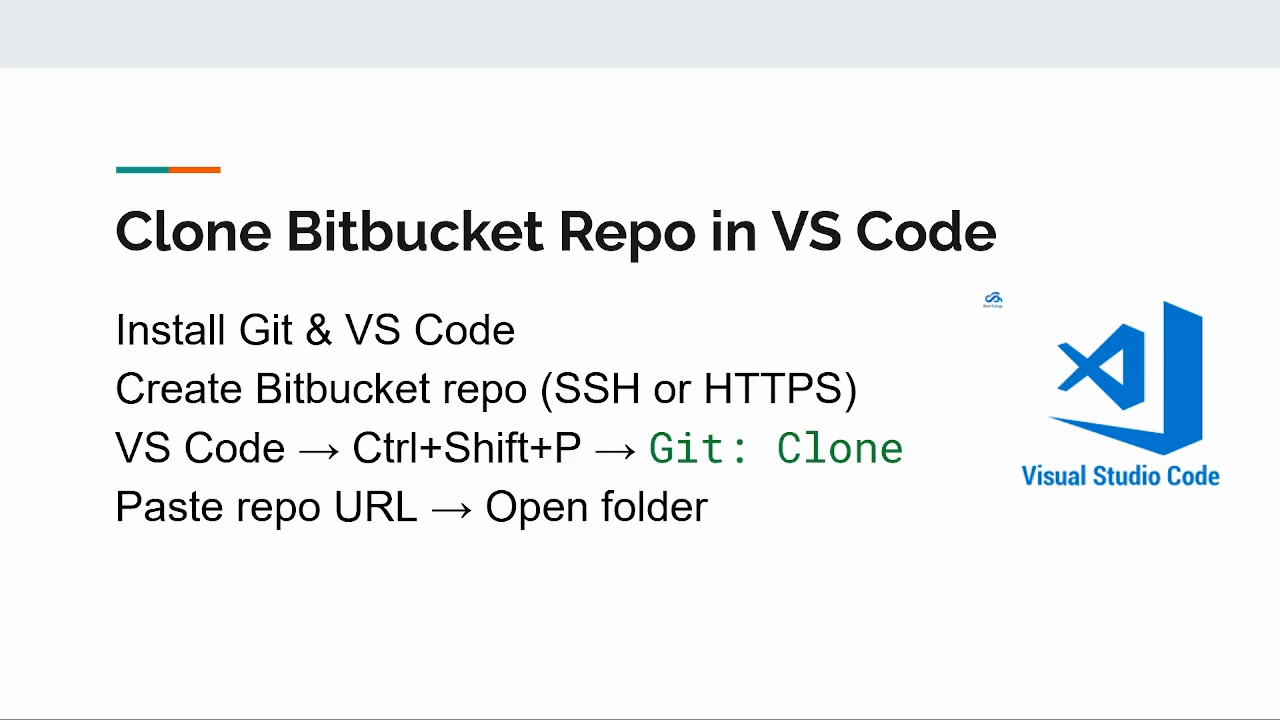 Clone Bitbucket Repo in VS Code
Install Git & VS Code
Create Bitbucket repo (SSH or HTTPS)
VS Code → Ctrl+Shift+P → Git: Clone
Paste repo URL → Open folder
Visual Studio Code